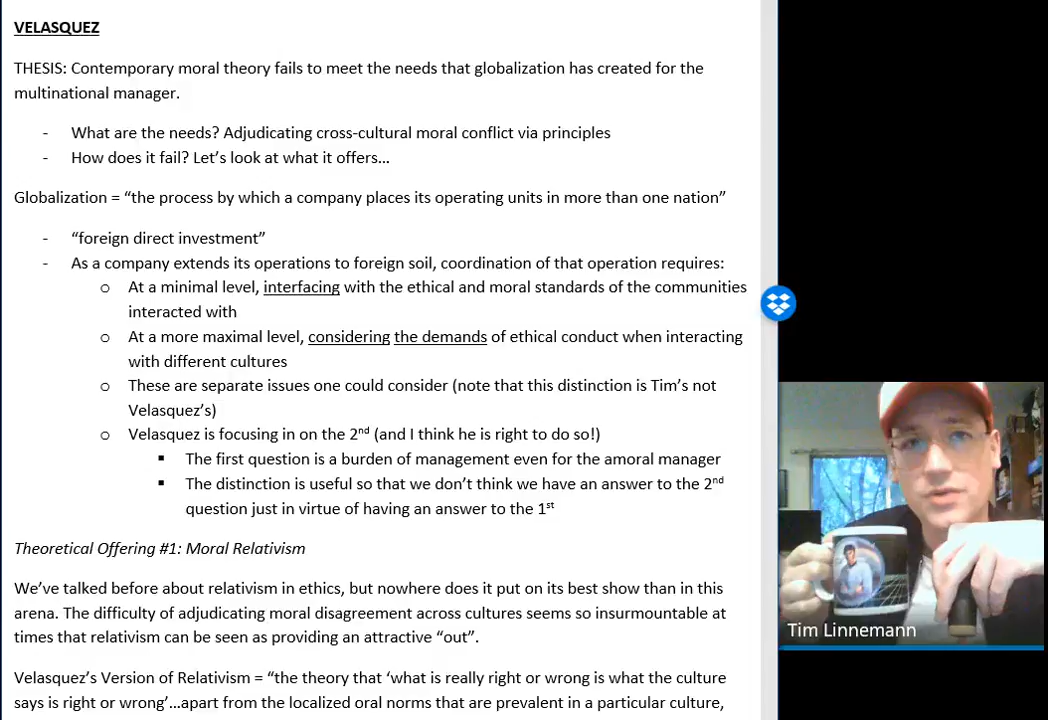 VELASQUEZ
THESIS: Contemporary moral theory fails to meet the needs that globalization has created for the
multinational manager.
- What are the needs? Adjudicating cross-cultural moral conflict via principles
- How does it fail? Let’s look at what it offers…
Globalization = “the process by which a company places its operating units in more than one nation”
- “foreign direct investment”
- As a company extends its operations to foreign soil, coordination of that operation requires:
o At a minimal level, interfacing with the ethical and moral standards of the communities
interacted with
o At a more maximal level, considering the demands of ethical conduct when interacting
with different cultures
o These are separate issues one could consider (note that this distinction is Tim’s not
Velasquez’s)
o Velasquez is focusing in on the 2nd (and I think he is right to do so!)
▪ The first question is a burden of management even for the amoral manager
▪ The distinction is useful so that we don’t think we have an answer to the 2nd
question just in virtue of having an answer to the 1st
Theoretical Offering #1: Moral Relativism
We’ve talked before about relativism in ethics, but nowhere does it put on its best show than in this
arena. The difficulty of adjudicating moral disagreement across cultures seems so insurmountable at
times that relativism can be seen as providing an attractive “out”.
Velasquez’s Version of Relativism = “the theory that ‘what is really right or wrong is what the culture
says is right or wrong’…apart from the localized oral norms that are prevalent in a particular culture,
Tim Linnemann